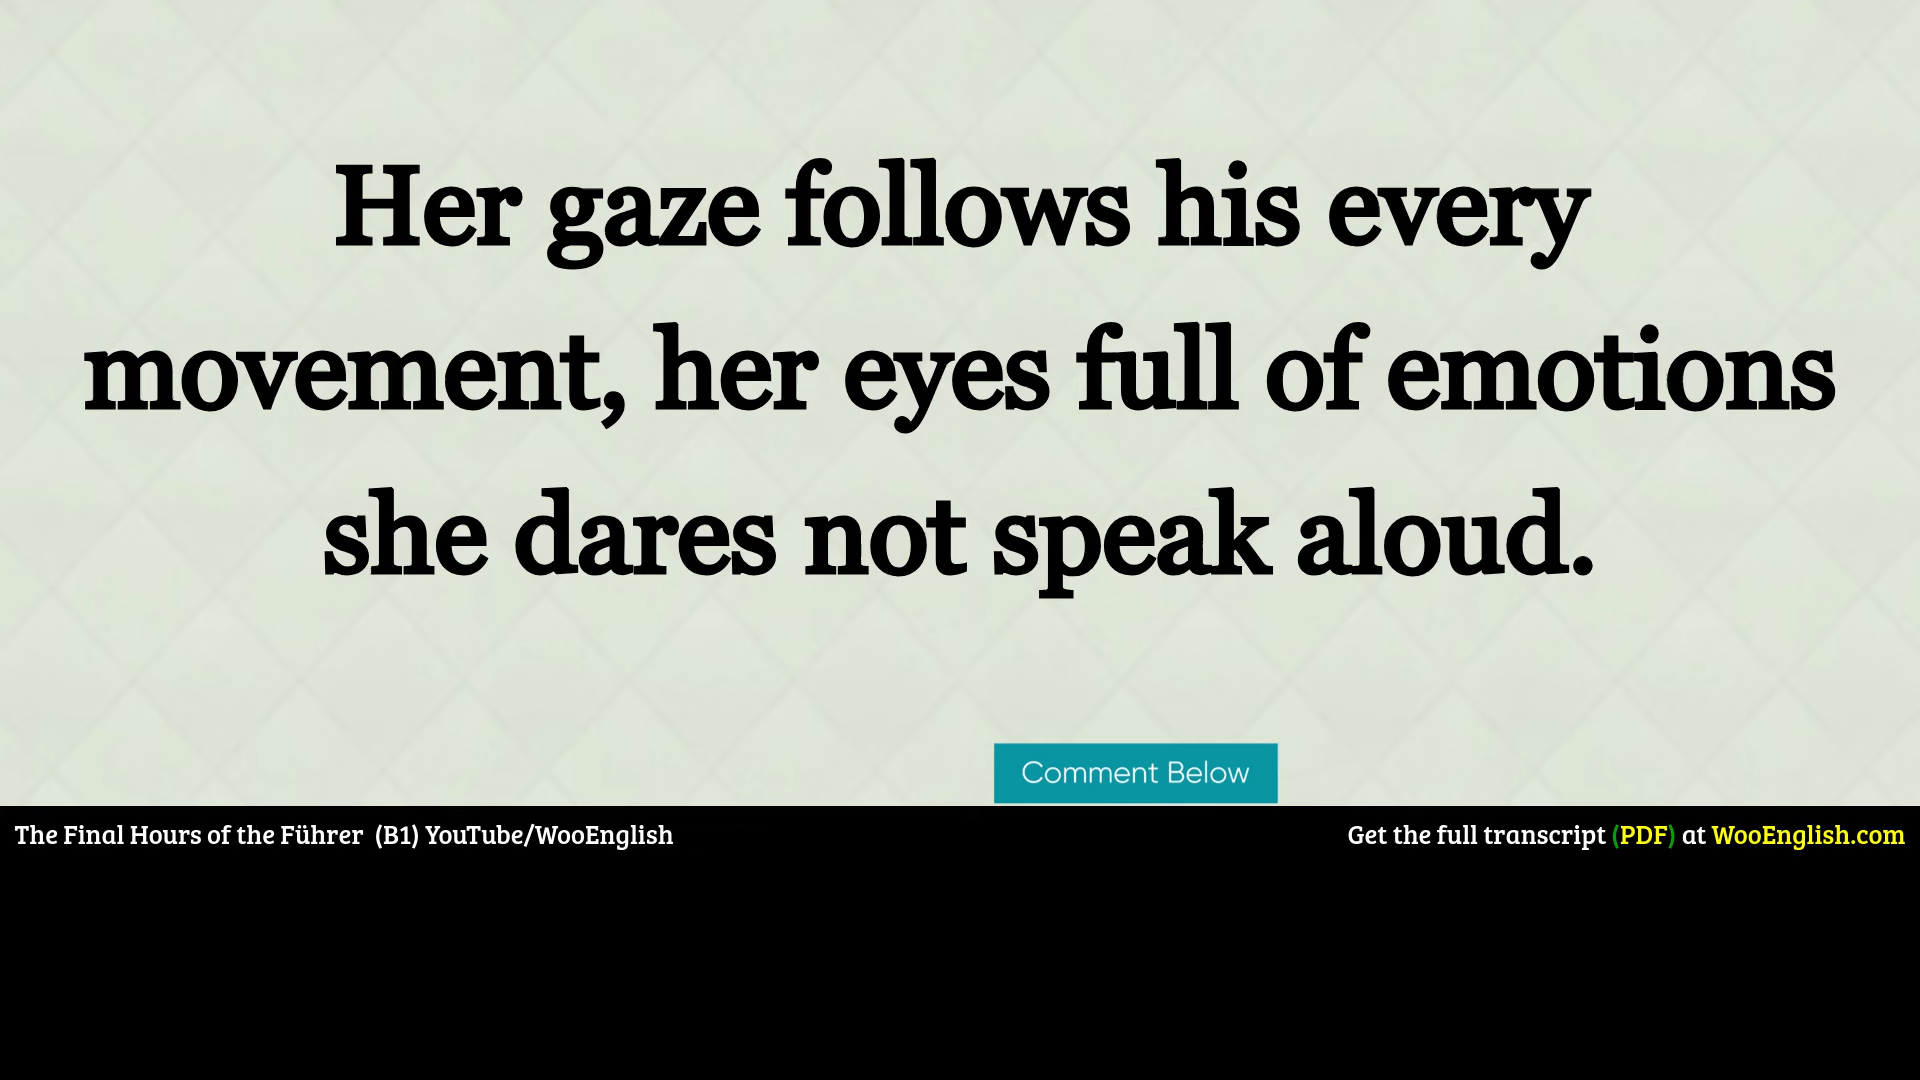 Her gaze follows his every
movement, her eyes full of emotions
she dares not speak aloud.
Comment Below
The Final Hours of the Führer (B1) YouTube/WooEnglish
Get the full transcript (PDF) at WooEnglish.com